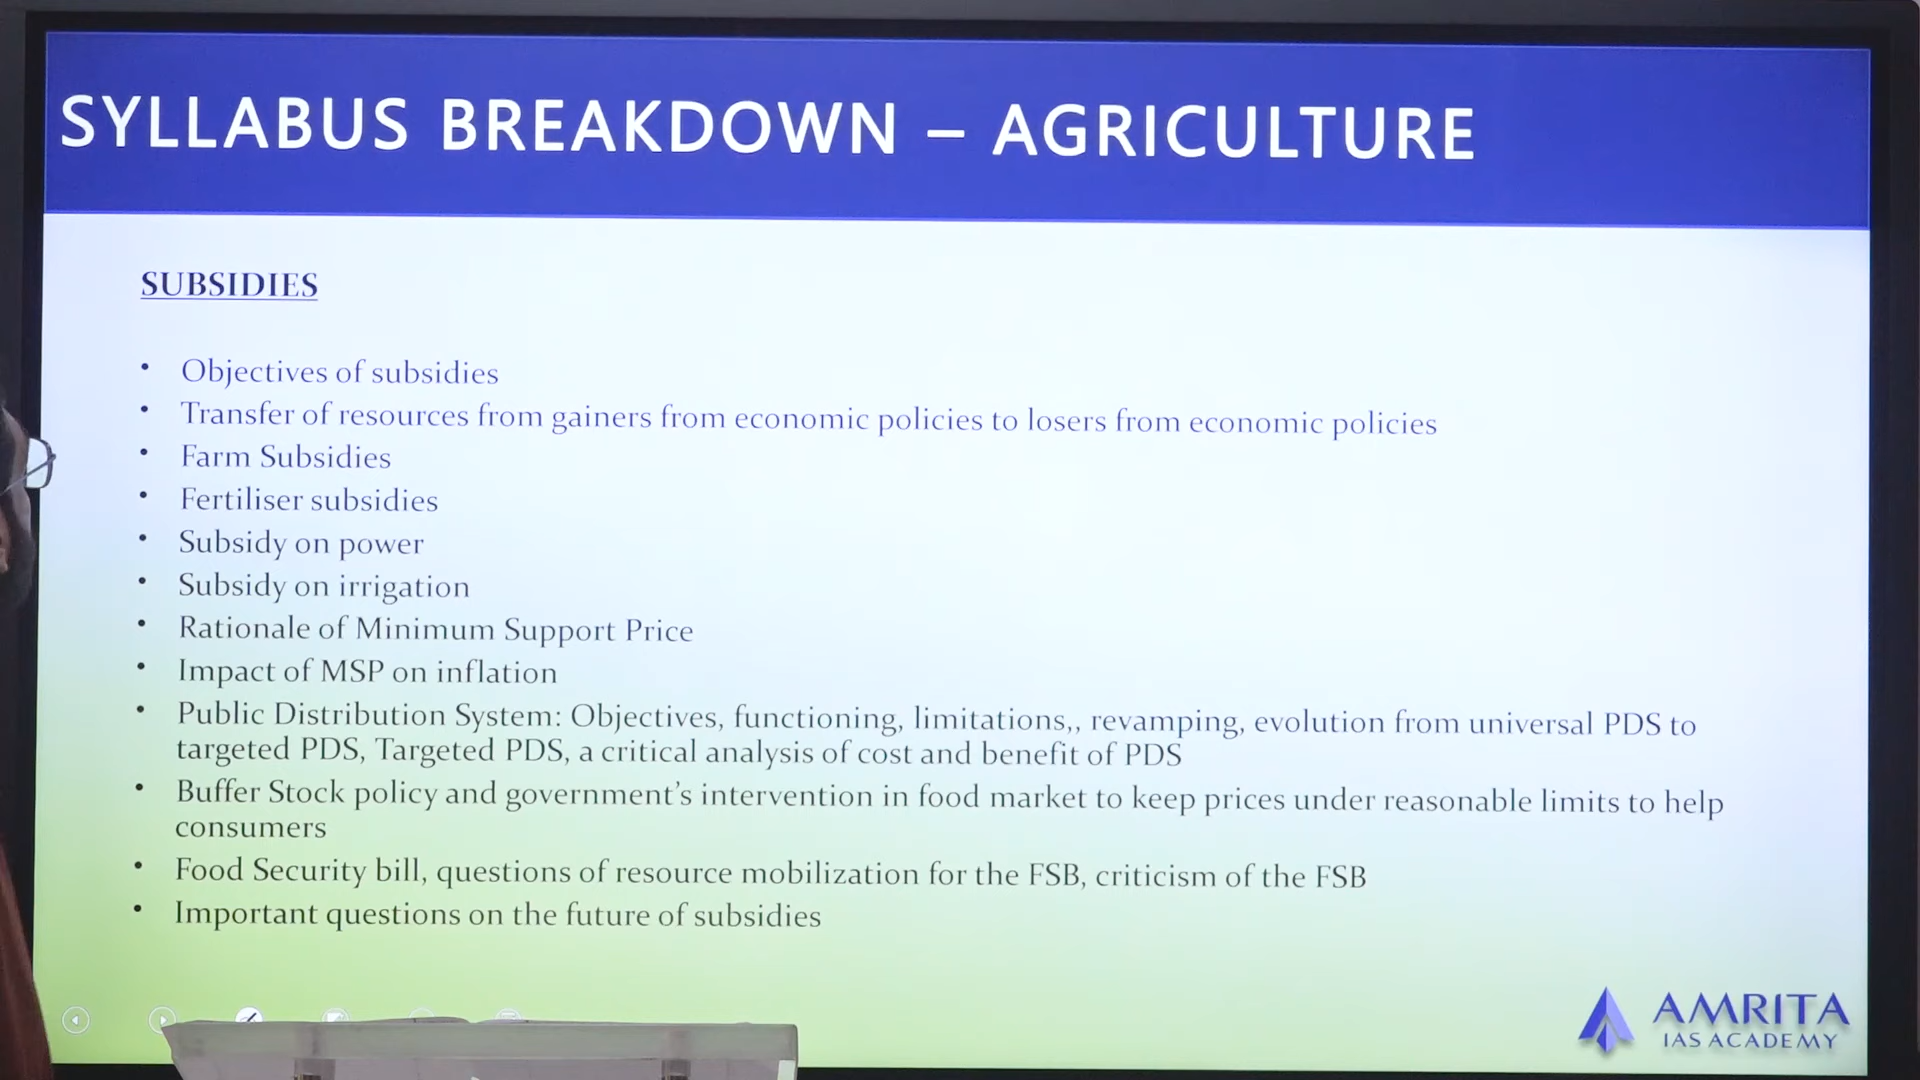 SYLLABUS BREAKDOWN – AGRICULTURE
SUBSIDIES
• Objectives of subsidies
• Transfer of resources from gainers from economic policies to losers from economic policies
• Farm Subsidies
• Fertiliser subsidies
• Subsidy on power
• Subsidy on irrigation
• Rationale of Minimum Support Price
• Impact of MSP on inflation
• Public Distribution System: Objectives, functioning, limitations,, revamping, evolution from universal PDS to
targeted PDS, Targeted PDS, a critical analysis of cost and benefit of PDS
• Buffer Stock policy and government’s intervention in food market to keep prices under reasonable limits to help
consumers
• Food Security bill, questions of resource mobilization for the FSB, criticism of the FSB
• Important questions on the future of subsidies
AMRITA
IAS ACADEMY